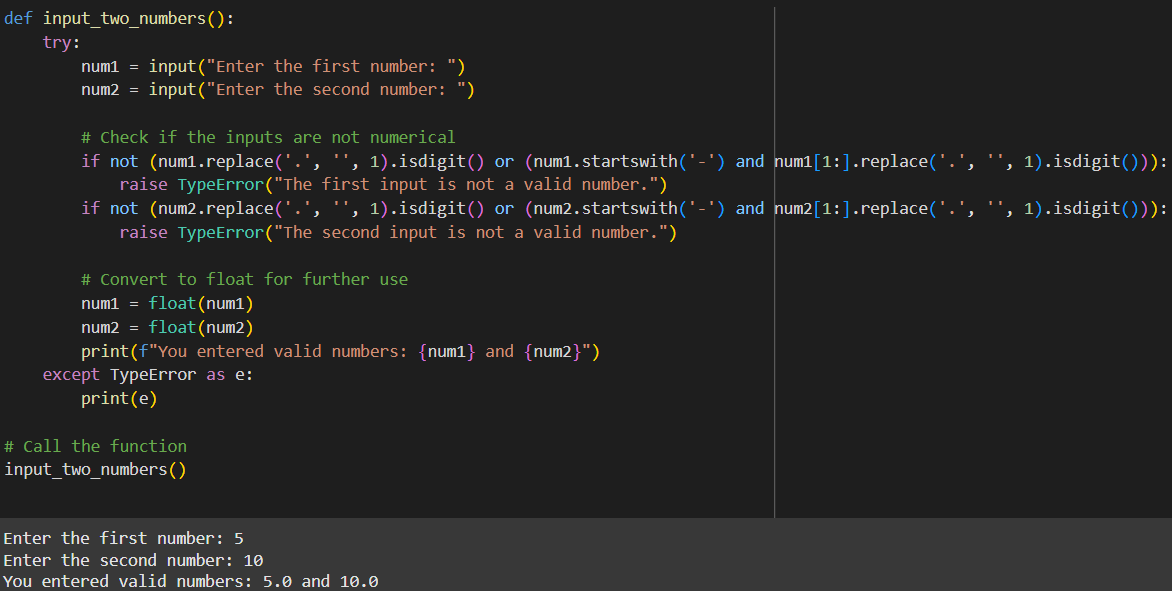 def input_two_numbers():
    try:
        num1 = input("Enter the first number: ")
        num2 = input("Enter the second number: ")
        # Check if the inputs are not numerical
        if not (num1.replace('.', '', 1).isdigit() or (num1.startswith('-') and num1[1:].replace('.', '', 1).isdigit())):
            raise TypeError("The first input is not a valid number.")
        if not (num2.replace('.', '', 1).isdigit() or (num2.startswith('-') and num2[1:].replace('.', '', 1).isdigit())):
            raise TypeError("The second input is not a valid number.")
        # Convert to float for further use
        num1 = float(num1)
        num2 = float(num2)
        print(f"You entered valid numbers: {num1} and {num2}")
    except TypeError as e:
        print(e)
# Call the function
input_two_numbers()
Enter the first number: 5
Enter the second number: 10
You entered valid numbers: 5.0 and 10.0